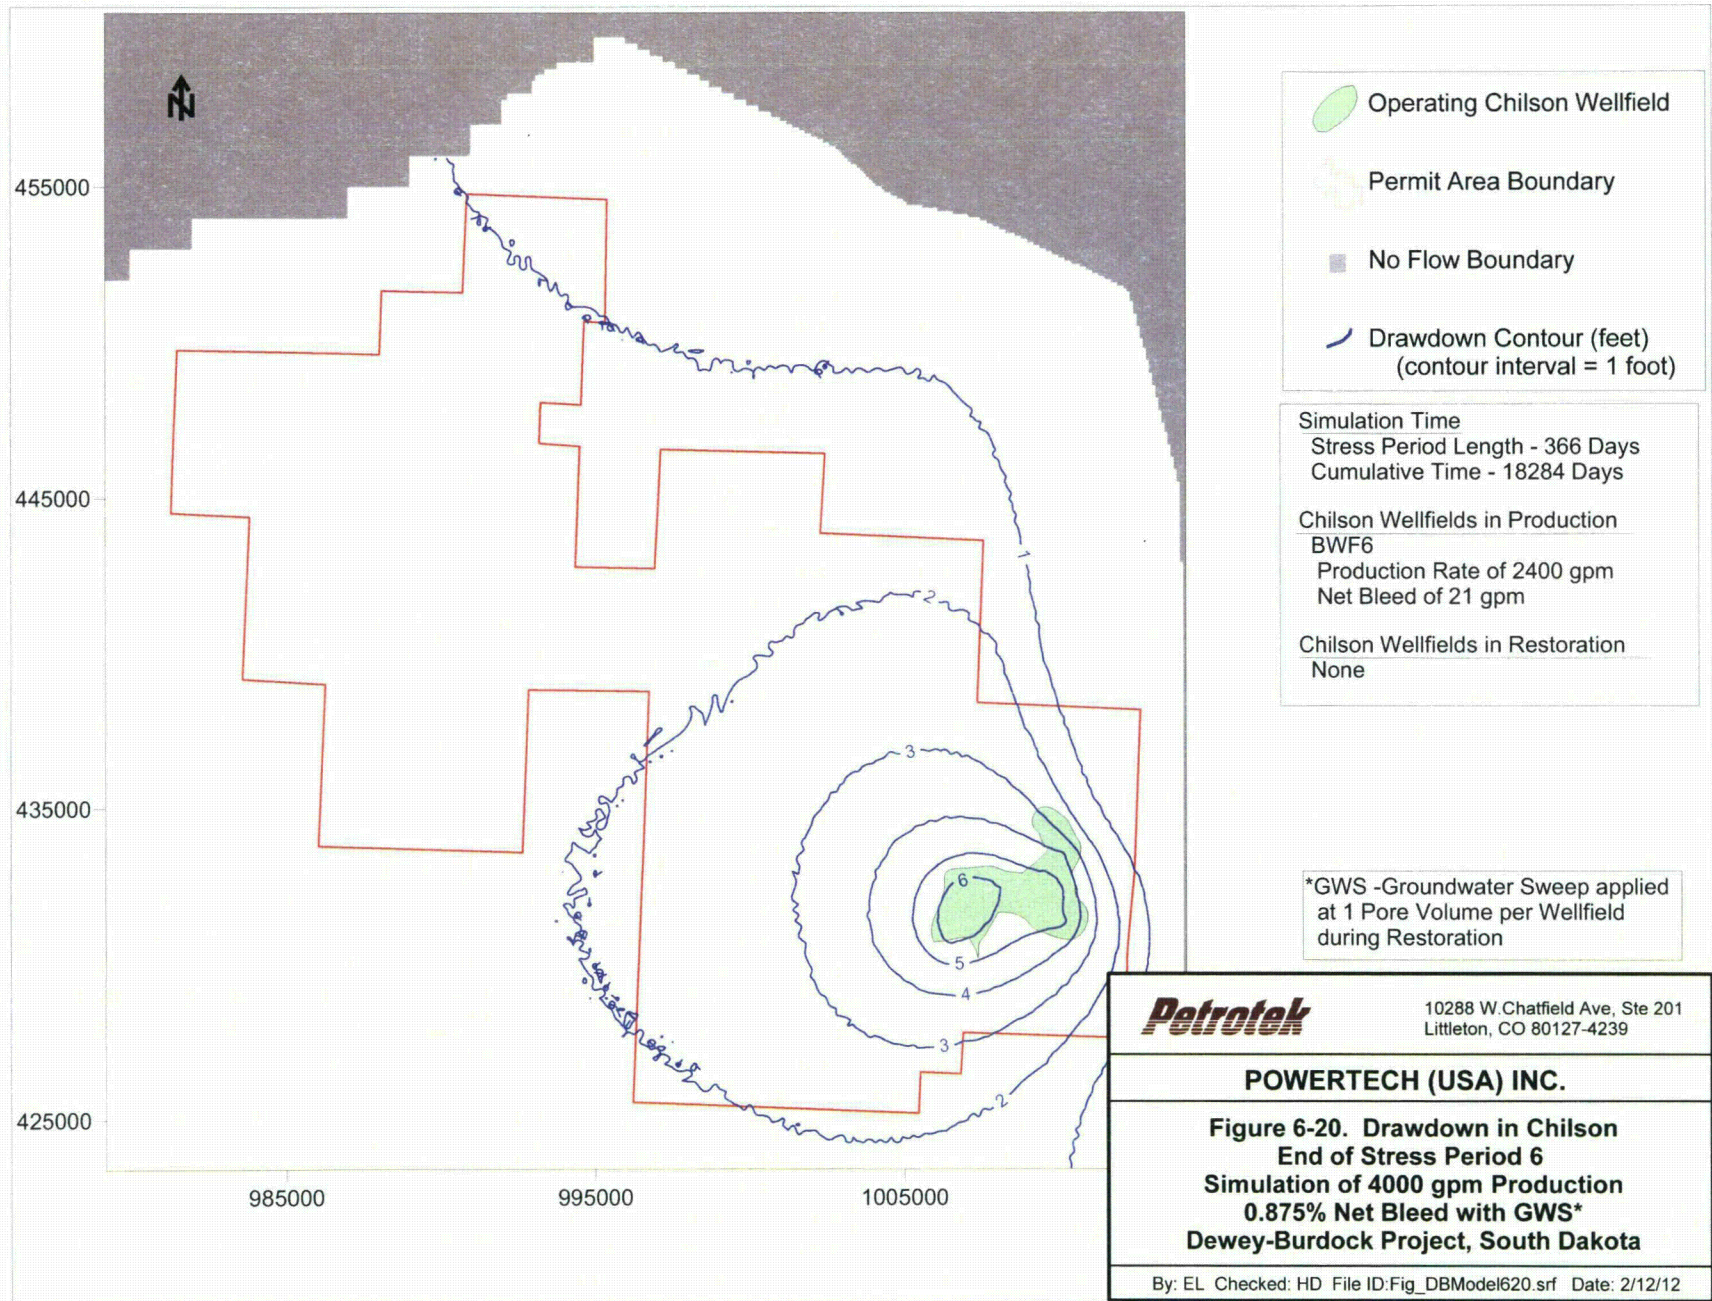 N
455000
445000
435000
425000
985000
995000
1005000
1
2
3
6
5
4
3
2
Operating Chilson Wellfield
Permit Area Boundary
No Flow Boundary
Drawdown Contour (feet)
(contour interval = 1 foot)
Simulation Time
Stress Period Length - 366 Days
Cumulative Time - 18284 Days
Chilson Wellfields in Production
BWF6
Production Rate of 2400 gpm
Net Bleed of 21 gpm
Chilson Wellfields in Restoration
None
*GWS -Groundwater Sweep applied
at 1 Pore Volume per Wellfield
during Restoration
Petrotek
10288 W.Chatfield Ave, Ste 201
Littleton, CO 80127-4239
POWERTECH (USA) INC.
Figure 6-20. Drawdown in Chilson
End of Stress Period 6
Simulation of 4000 gpm Production
0.875% Net Bleed with GWS*
Dewey-Burdock Project, South Dakota
By: EL Checked: HD File ID:Fig_DBModel620.srf Date: 2/12/12